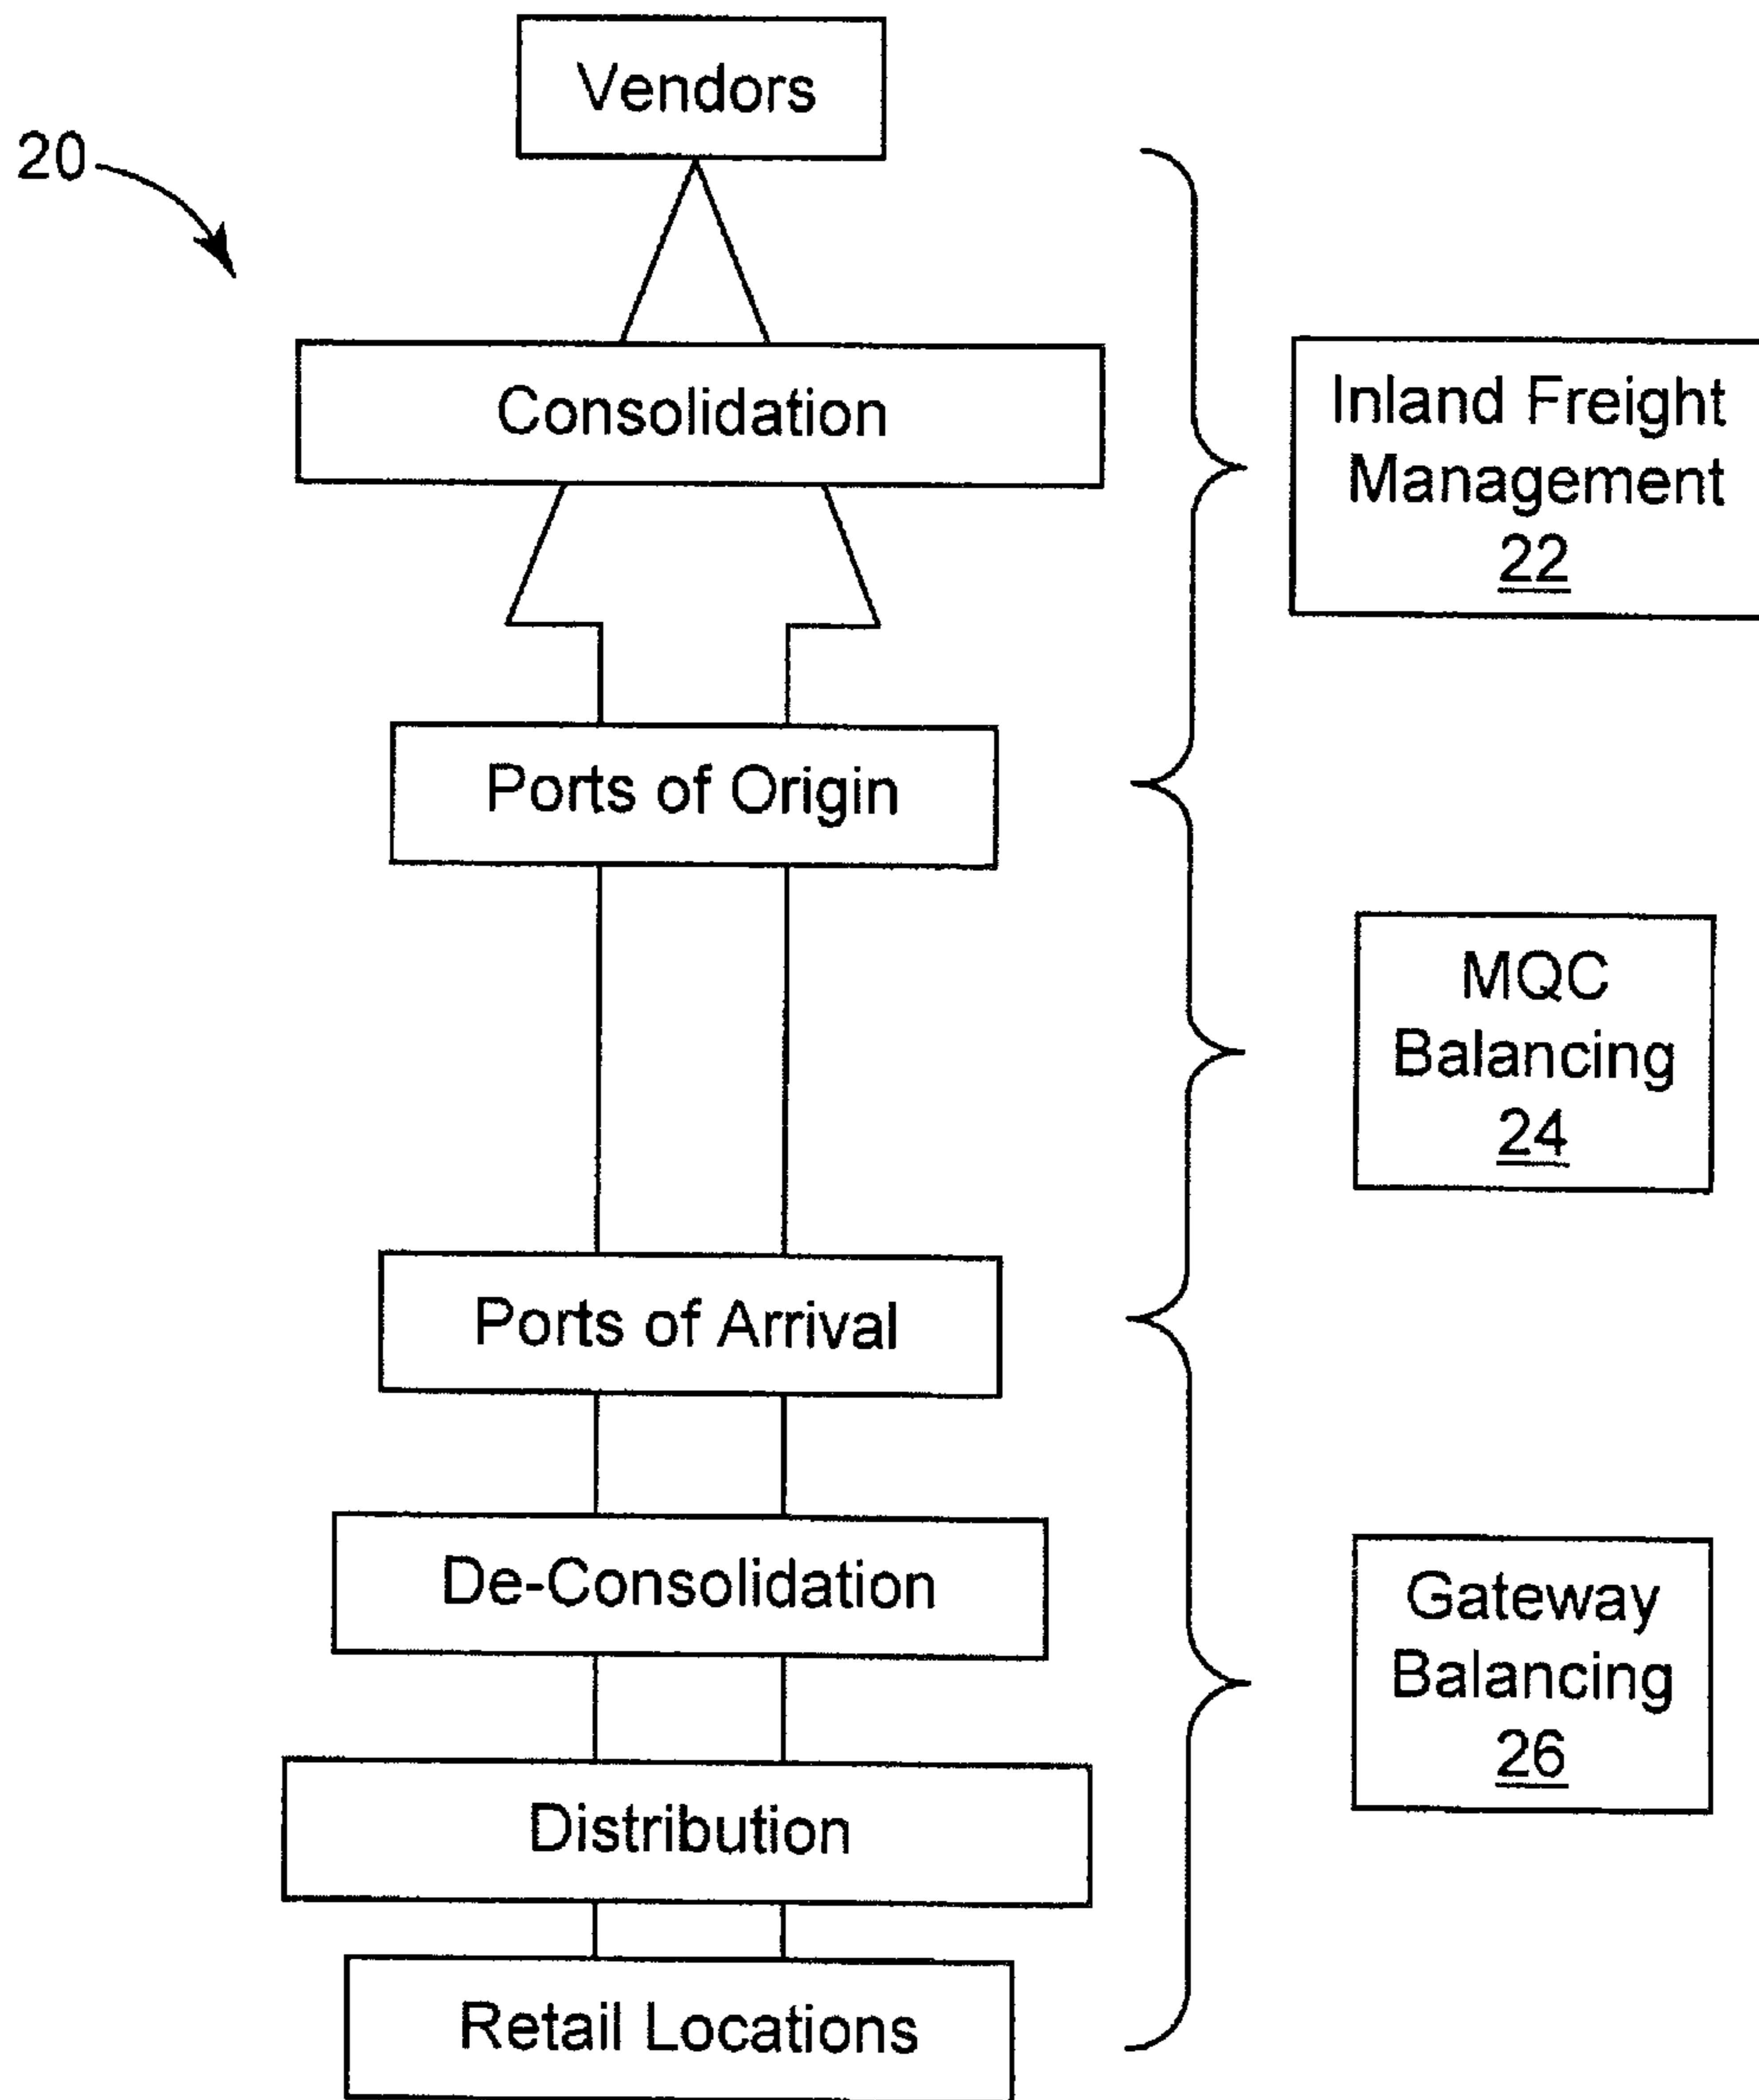 Vendors
20
Consolidation
Inland Freight
Management
22
Ports of Origin
MQC
Balancing
24
Ports of Arrival
De-Consolidation
Gateway
Balancing
26
Distribution
Retail Locations